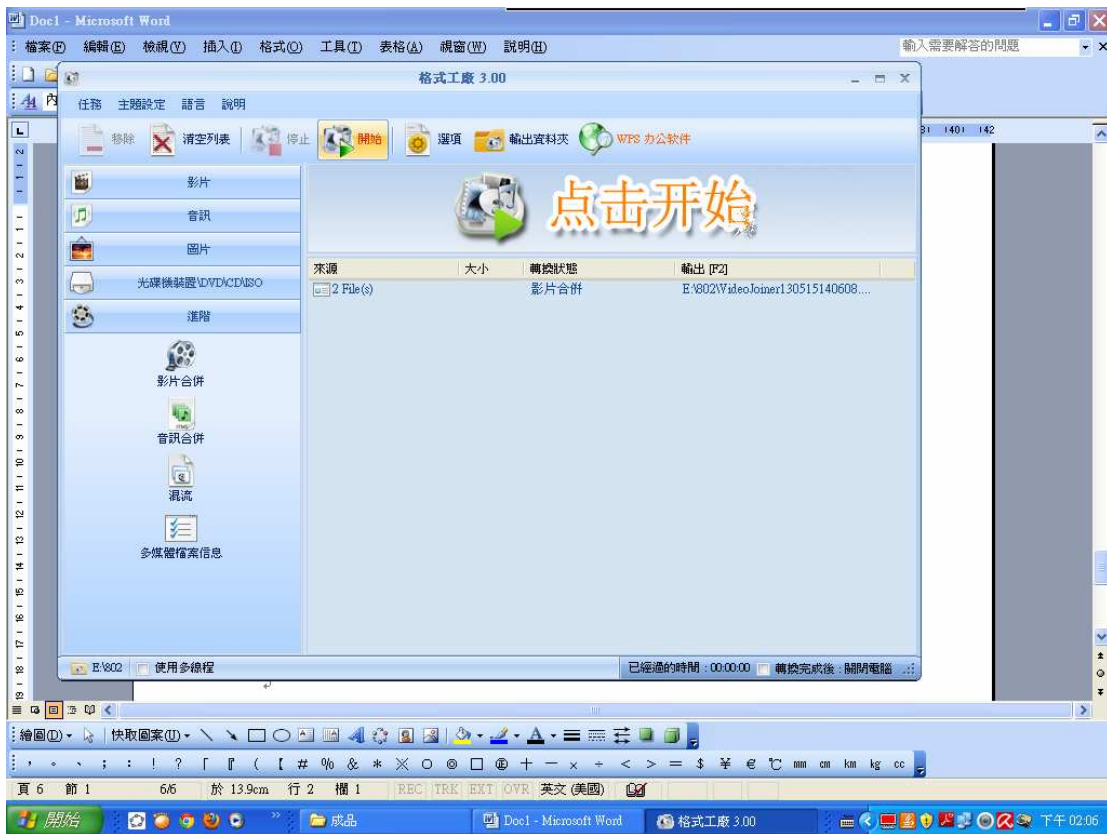 Doc1 - Microsoft Word
檔案(F) 編輯(E) 檢視(V) 插入(I) 格式(O) 工具(T) 表格(A) 視窗(W) 說明(H) 輸入需要解答的問題
格式工廠 3.00
任務 主題設定 語言 說明
移除 清空列表 停止 開始 選項 輸出資料夾 WPS 办公软件
影片
音訊
圖片
光碟機裝置\DVD\CD\ISO
進階
影片合併
音訊合併
混流
多媒體檔案信息
点击开始
來源 大小 轉換狀態 輸出 [F2]
2 File(s) 影片合併 E:\802\VideoJoiner130515140608....
E:\802 使用多線程 已經過的時間 : 00:00:00 轉換完成後 : 關閉電腦
繪圖(D) 快取圖案(U)
, 。 、 ; : ! ? 「 『 ( 【 # % & * ※ ○ ◎ □ ㊣ + - × ÷ < > = $ ¥ € ℃ mm cm km kg cc
頁 6 節 1 6/6 於 13.9cm 行 2 欄 1 REC TRK EXT OVR 英文 (美國)
開始 成品 Doc1 - Microsoft Word 格式工廠 3.00 下午 02:06